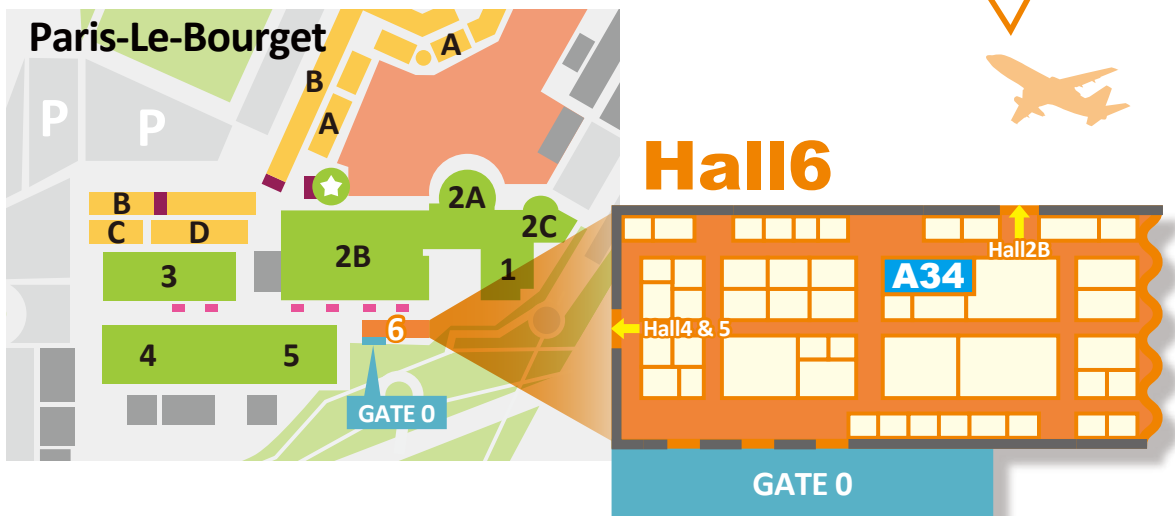 Paris-Le-Bourget
A
B
A
P
P
B
C
D
2A
2C
2B
1
3
6
4
5
GATE 0
Hall6
Hall2B
A34
Hall4 & 5
GATE 0